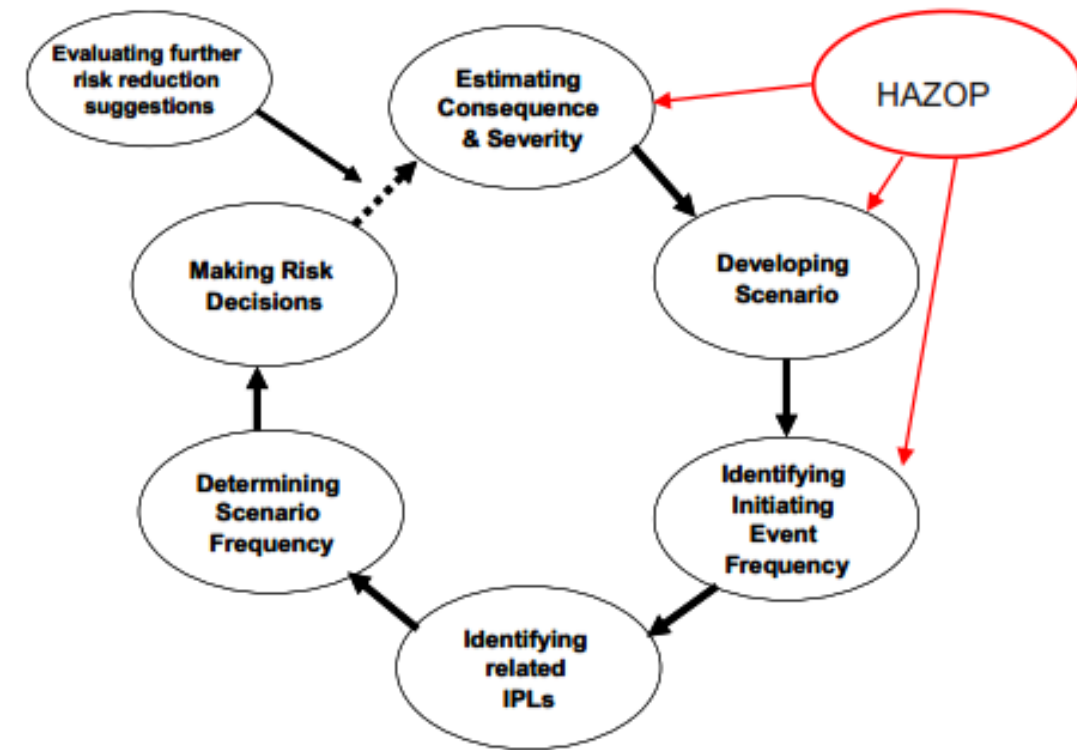 Evaluating further
risk reduction
suggestions
Estimating
Consequence
& Severity
HAZOP
Developing
Scenario
Identifying
Initiating
Event
Frequency
Identifying
related
IPLs
Determining
Scenario
Frequency
Making Risk
Decisions